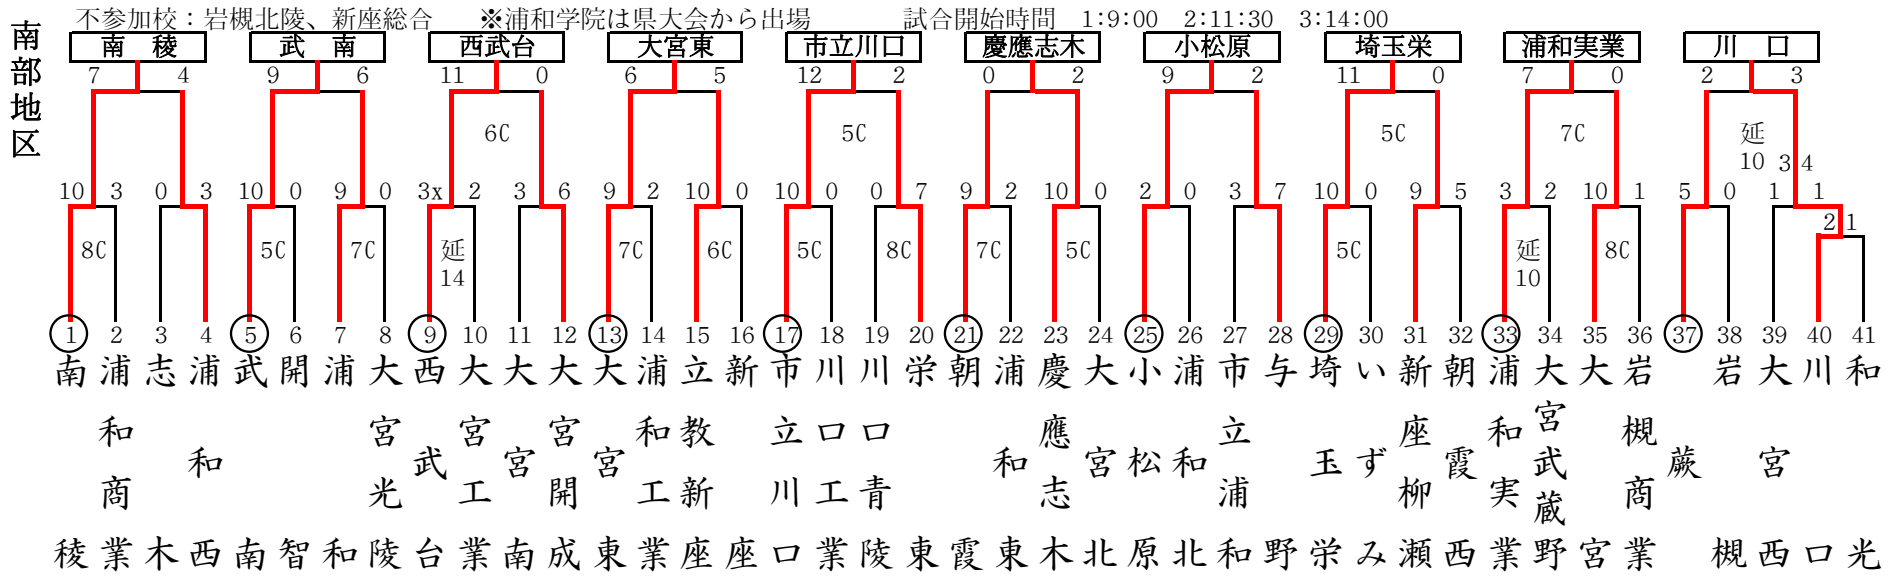 不参加校：岩槻北陵、新座総合　※浦和学院は県大会から出場　試合開始時間　1:9:00　2:11:30　3:14:00
南部地区
南　稜　武　南　西武台　大宮東　市立川口　慶應志木　小松原　埼玉栄　浦和実業　川　口
7 4 9 6 11 0 6 5 12 2 0 2 9 2 11 0 7 0 2 3
6C 5C 5C 7C 延10
3 4
10 3 0 3 10 0 9 0 3x 2 3 6 9 2 10 0 10 0 0 7 9 2 10 0 2 0 3 7 10 0 9 5 3 2 10 1 5 0 1 1
2 1
8C 5C 7C 延14 7C 6C 5C 8C 7C 5C 5C 延10 8C
1 2 3 4 5 6 7 8 9 10 11 12 13 14 15 16 17 18 19 20 21 22 23 24 25 26 27 28 29 30 31 32 33 34 35 36 37 38 39 40 41
南稜
浦和商業
志木
浦和西
武南
開智
浦和
大宮光陵
西武台
大宮工業
大宮南
大宮開成
大宮東
浦和工業
立教新座
新座
市立川口
川口工業
川口青陵
栄東
朝霞
浦和東
慶應志木
大宮北
小松原
浦和北
市立浦和
与野
埼玉栄
いずみ
新座柳瀬
朝霞西
浦和実業
大宮武蔵野
大宮
岩槻商業
蕨
岩槻
大宮西
川口
和光